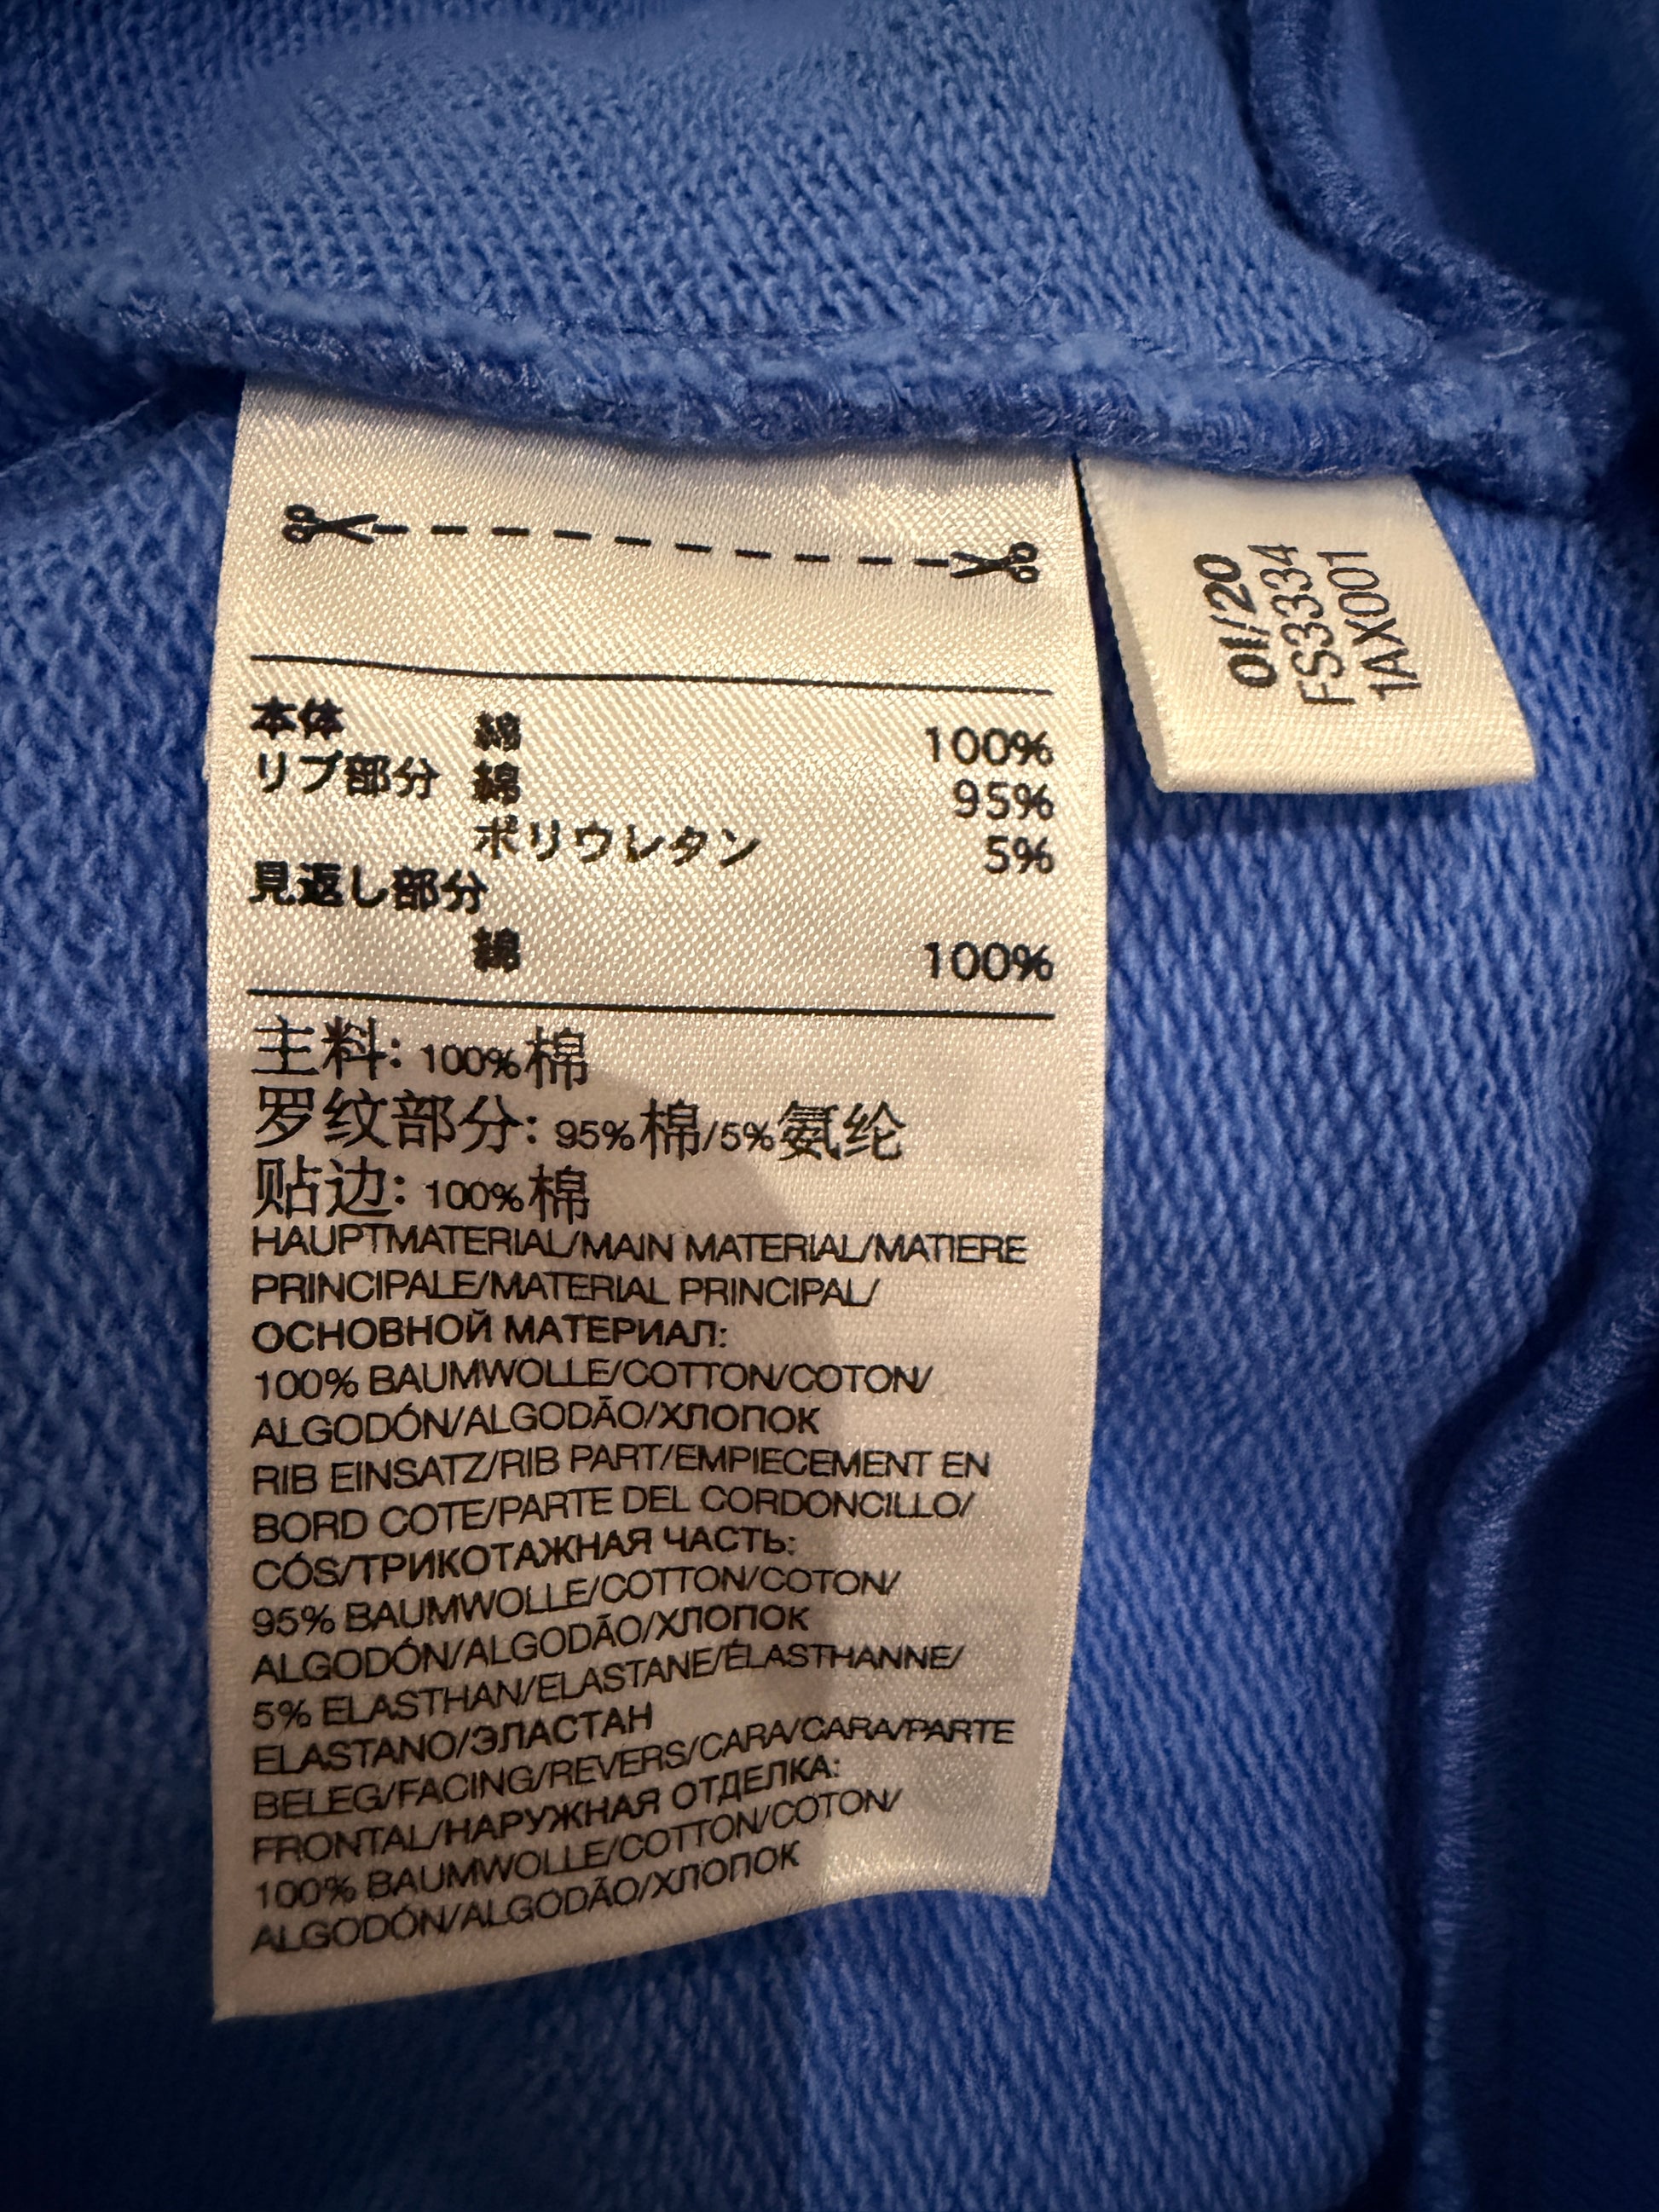 本体 綿 100%
リブ部分 綿 95%
ポリウレタン 5%
見返し部分
綿 100%
主料: 100%棉
罗纹部分: 95%棉/5%氨纶
贴边: 100%棉
HAUPTMATERIAL/MAIN MATERIAL/MATIERE
PRINCIPALE/MATERIAL PRINCIPAL/
ОСНОВНОЙ МАТЕРИАЛ:
100% BAUMWOLLE/COTTON/COTON/
ALGODÓN/ALGODÃO/ХЛОПОК
RIB EINSATZ/RIB PART/EMPIECEMENT EN
BORD COTE/PARTE DEL CORDONCILLO/
CÓS/ТРИКОТАЖНАЯ ЧАСТЬ:
95% BAUMWOLLE/COTTON/COTON/
ALGODÓN/ALGODÃO/ХЛОПОК
5% ELASTHAN/ELASTANE/ÉLASTHANNE/
ELASTANO/ЭЛАСТАН
BELEG/FACING/REVERS/CARA/CARA/PARTE
FRONTAL/НАРУЖНАЯ ОТДЕЛКА:
100% BAUMWOLLE/COTTON/COTON/
ALGODÓN/ALGODÃO/ХЛОПОК
01/20
FS3334
1AX001